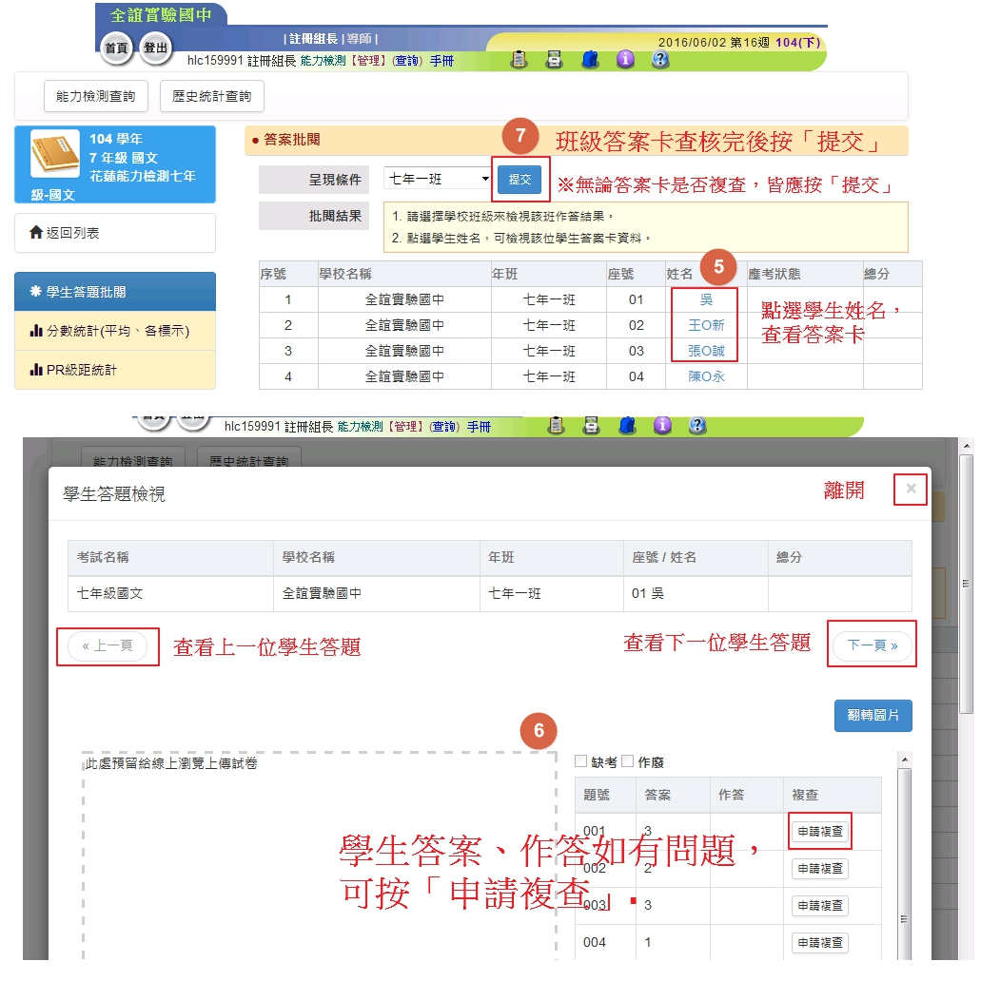 全誼實驗國中
首頁 登出
|註冊組長|導師|
2016/06/02 第16週 104(下)
hlc159991 註冊組長 能力檢測【管理】(查詢) 手冊
能力檢測查詢 歷史統計查詢
104 學年
7 年級 國文
花蓮能力檢測七年
級-國文
返回列表
學生答題批閱
分數統計(平均、各標示)
PR級距統計
答案批閱
7
班級答案卡查核完後按「提交」
呈現條件 七年一班 提交
※無論答案卡是否複查，皆應按「提交」
批閱結果
1. 請選擇學校班級來檢視該班作答結果。
2. 點選學生姓名，可檢視該位學生答案卡資料。
5
序號 學校名稱 年班 座號 姓名 應考狀態 總分
1 全誼實驗國中 七年一班 01 吳
2 全誼實驗國中 七年一班 02 王O新
3 全誼實驗國中 七年一班 03 張O誠
4 全誼實驗國中 七年一班 04 陳O永
點選學生姓名，
查看答案卡
hlc159991 註冊組長 能力檢測【管理】(查詢) 手冊
能力檢測查詢 歷史統計查詢
學生答題檢視
離開 ×
考試名稱 學校名稱 年班 座號 / 姓名 總分
七年級國文 全誼實驗國中 七年一班 01 吳
« 上一頁 查看上一位學生答題
查看下一位學生答題 下一頁 »
翻轉圖片
6
此處預留給線上瀏覽上傳試卷
缺考 作廢
題號 答案 作答 複查
001 3 申請複查
002 2 申請複查
003 3 申請複查
004 1 申請複查
學生答案、作答如有問題，
可按「申請複查」.